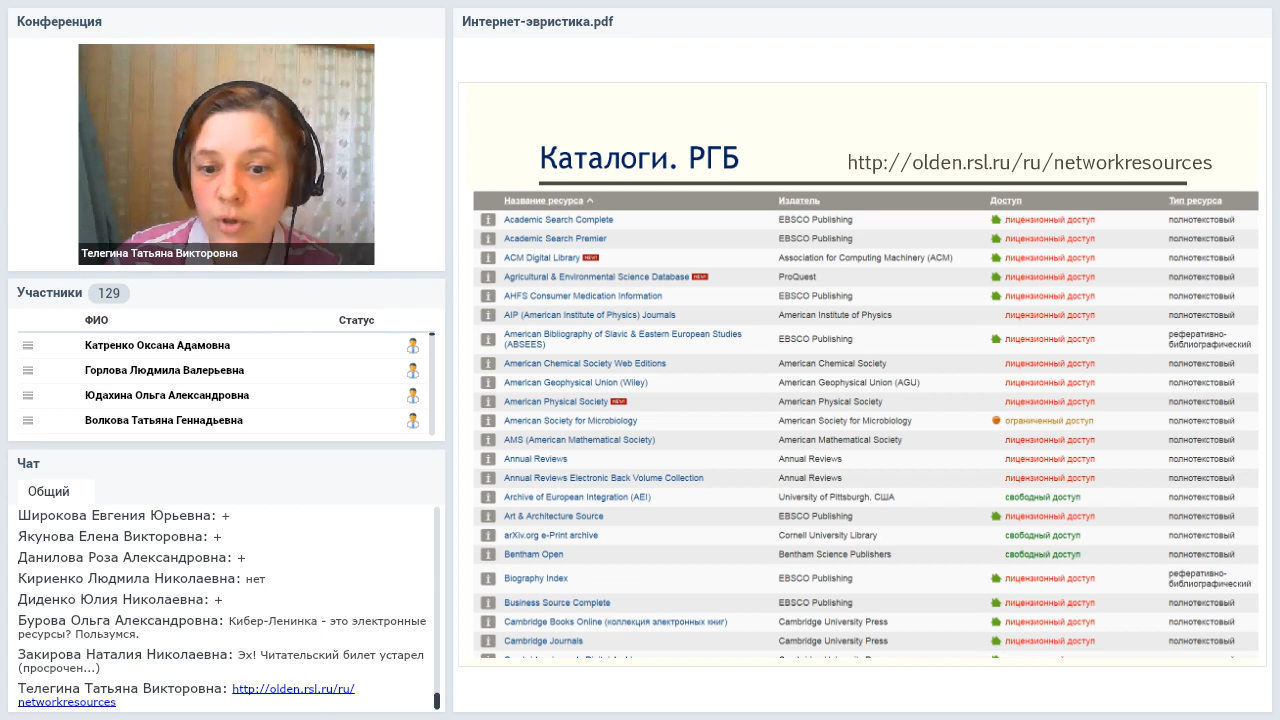 Конференция
Телегина Татьяна Викторовна
Участники 129
ФИО Статус
Катренко Оксана Адамовна
Горлова Людмила Валерьевна
Юдахина Ольга Александровна
Волкова Татьяна Геннадьевна
Чат
Общий
Широкова Евгения Юрьевна: +
Якунова Елена Викторовна: +
Данилова Роза Александровна: +
Кириенко Людмила Николаевна: нет
Диденко Юлия Николаевна: +
Бурова Ольга Александровна: Кибер-Ленинка - это электронные
ресурсы? Пользумся.
Закирова Наталия Николаевна: Эх! Читательский билет устарел
(просрочен...)
Телегина Татьяна Викторовна: http://olden.rsl.ru/ru/
networkresources
Интернет-эвристика.pdf
Каталоги. РГБ http://olden.rsl.ru/ru/networkresources
Название ресурса Издатель Доступ Тип ресурса
Academic Search Complete EBSCO Publishing лицензионный доступ полнотекстовый
Academic Search Premier EBSCO Publishing лицензионный доступ полнотекстовый
ACM Digital Library NEW! Association for Computing Machinery (ACM) лицензионный доступ полнотекстовый
Agricultural & Environmental Science Database NEW! ProQuest лицензионный доступ полнотекстовый
AHFS Consumer Medication Information EBSCO Publishing лицензионный доступ полнотекстовый
AIP (American Institute of Physics) Journals American Institute of Physics лицензионный доступ полнотекстовый
American Bibliography of Slavic & Eastern European Studies
(ABSEES) EBSCO Publishing лицензионный доступ реферативно-
библиографический
American Chemical Society Web Editions American Chemical Society лицензионный доступ полнотекстовый
American Geophysical Union (Wiley) American Geophysical Union (AGU) лицензионный доступ полнотекстовый
American Physical Society NEW! American Physical Society лицензионный доступ полнотекстовый
American Society for Microbiology American Society for Microbiology ограниченный доступ полнотекстовый
AMS (American Mathematical Society) American Mathematical Society лицензионный доступ полнотекстовый
Annual Reviews Annual Reviews лицензионный доступ полнотекстовый
Annual Reviews Electronic Back Volume Collection Annual Reviews лицензионный доступ полнотекстовый
Archive of European Integration (AEI) University of Pittsburgh, США свободный доступ полнотекстовый
Art & Architecture Source EBSCO Publishing лицензионный доступ полнотекстовый
arXiv.org e-Print archive Cornell University Library свободный доступ полнотекстовый
Bentham Open Bentham Science Publishers свободный доступ полнотекстовый
Biography Index EBSCO Publishing лицензионный доступ реферативно-
библиографический
Business Source Complete EBSCO Publishing лицензионный доступ полнотекстовый
Cambridge Books Online (коллекция электронных книг) Cambridge University Press лицензионный доступ полнотекстовый
Cambridge Journals Cambridge University Press лицензионный доступ полнотекстовый